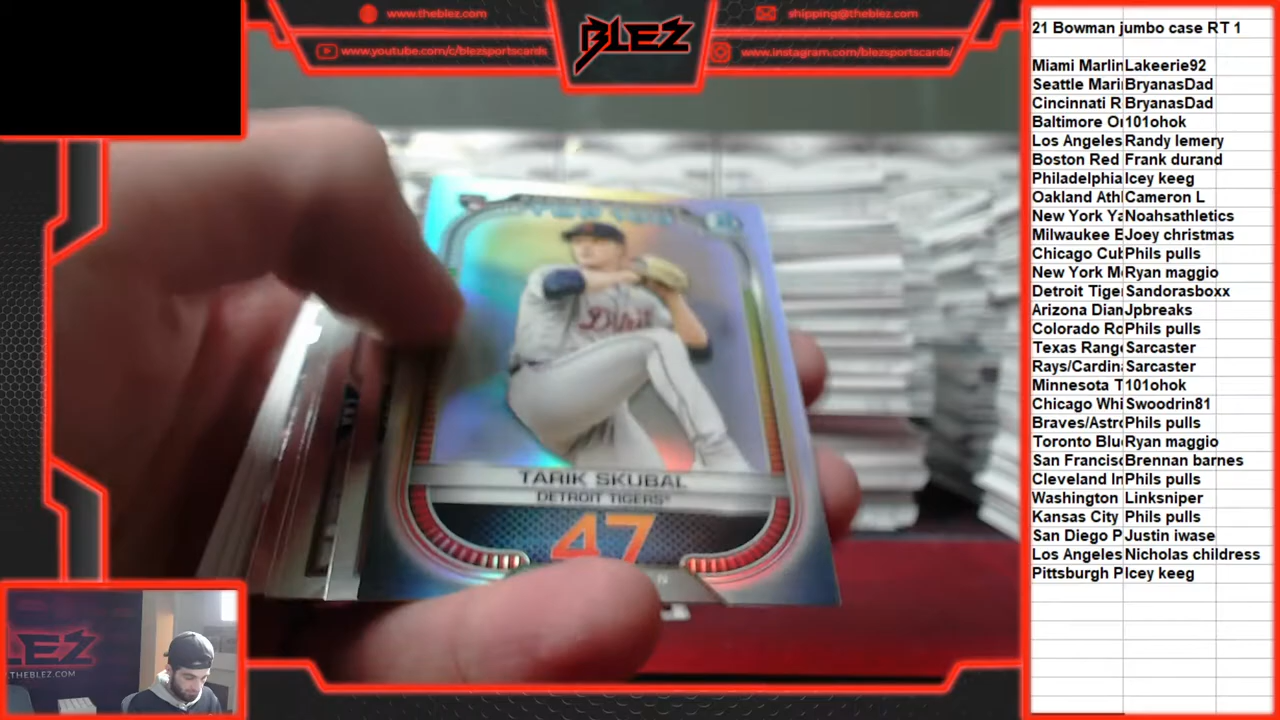 www.theblez.com
www.youtube.com/c/blezsportscards
BLEZ
shipping@theblez.com
www.instagram.com/blezsportscards/
21 Bowman jumbo case RT 1
Miami Marlin Lakeerie92
Seattle Mari BryanasDad
Cincinnati R BryanasDad
Baltimore O 101ohok
Los Angeles Randy lemery
Boston Red Frank durand
Philadelphia Icey keeg
Oakland Ath Cameron L
New York Ya Noahsathletics
Milwaukee B Joey christmas
Chicago Cub Phils pulls
New York M Ryan maggio
Detroit Tige Sandorasboxx
Arizona Dian Jpbreaks
Colorado Ro Phils pulls
Texas Range Sarcaster
Rays/Cardin Sarcaster
Minnesota T 101ohok
Chicago Whi Swoodrin81
Braves/Astro Phils pulls
Toronto Blu Ryan maggio
San Francisc Brennan barnes
Cleveland In Phils pulls
Washington Linksniper
Kansas City Phils pulls
San Diego P Justin iwase
Los Angeles Nicholas childress
Pittsburgh P Icey keeg
TARIK SKUBAL
DETROIT TIGERS
47
LEZ
THEBLEZ.COM